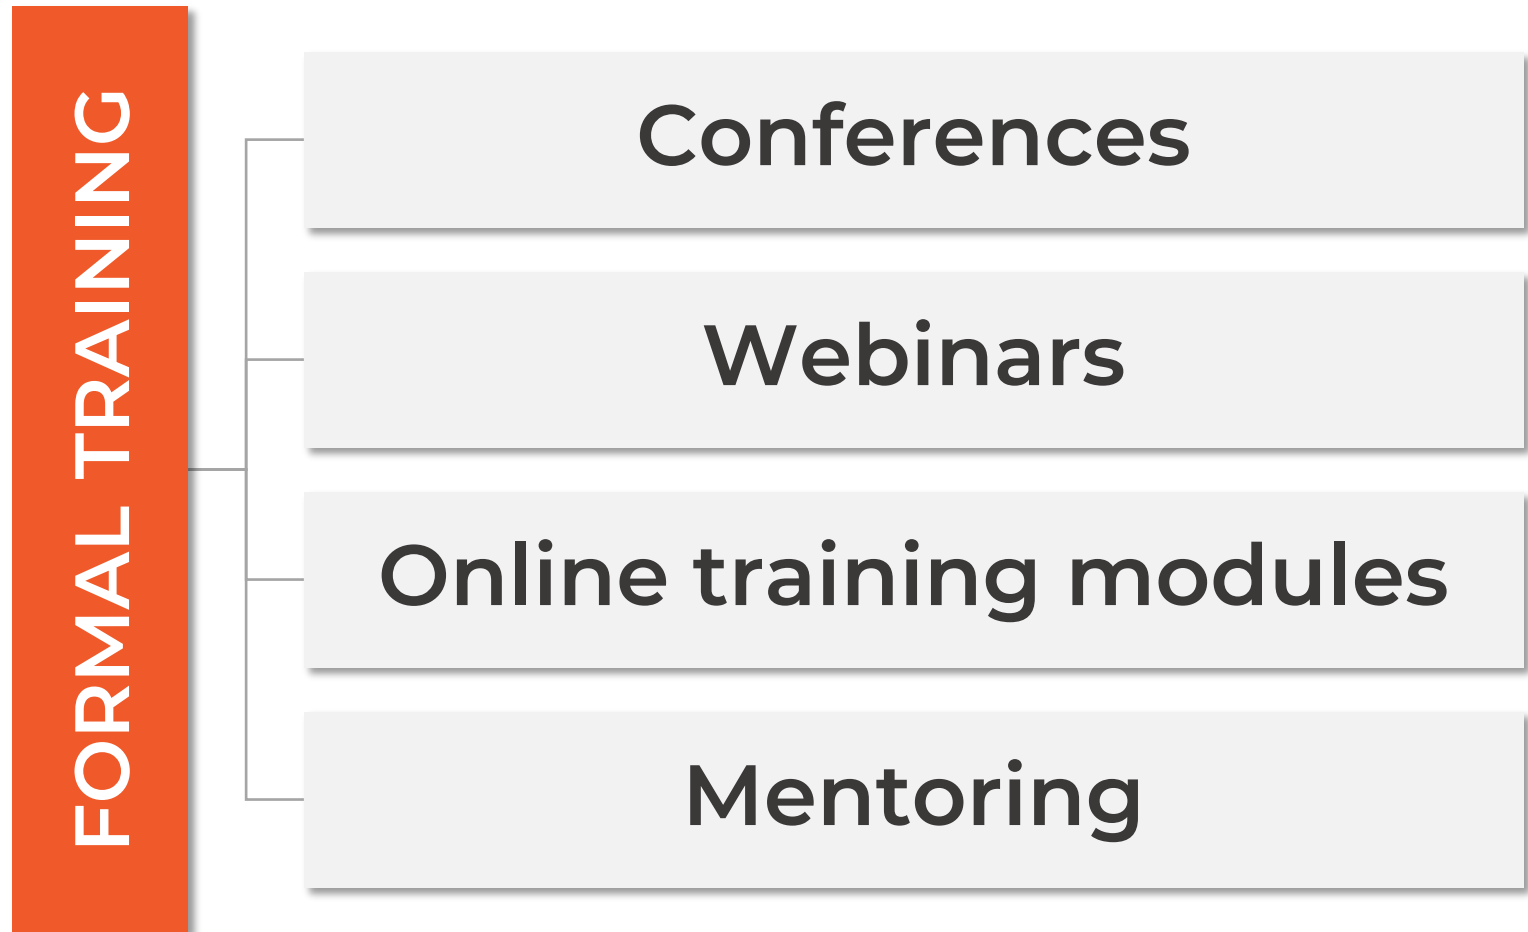 FORMAL TRAINING
Conferences
Webinars
Online training modules
Mentoring